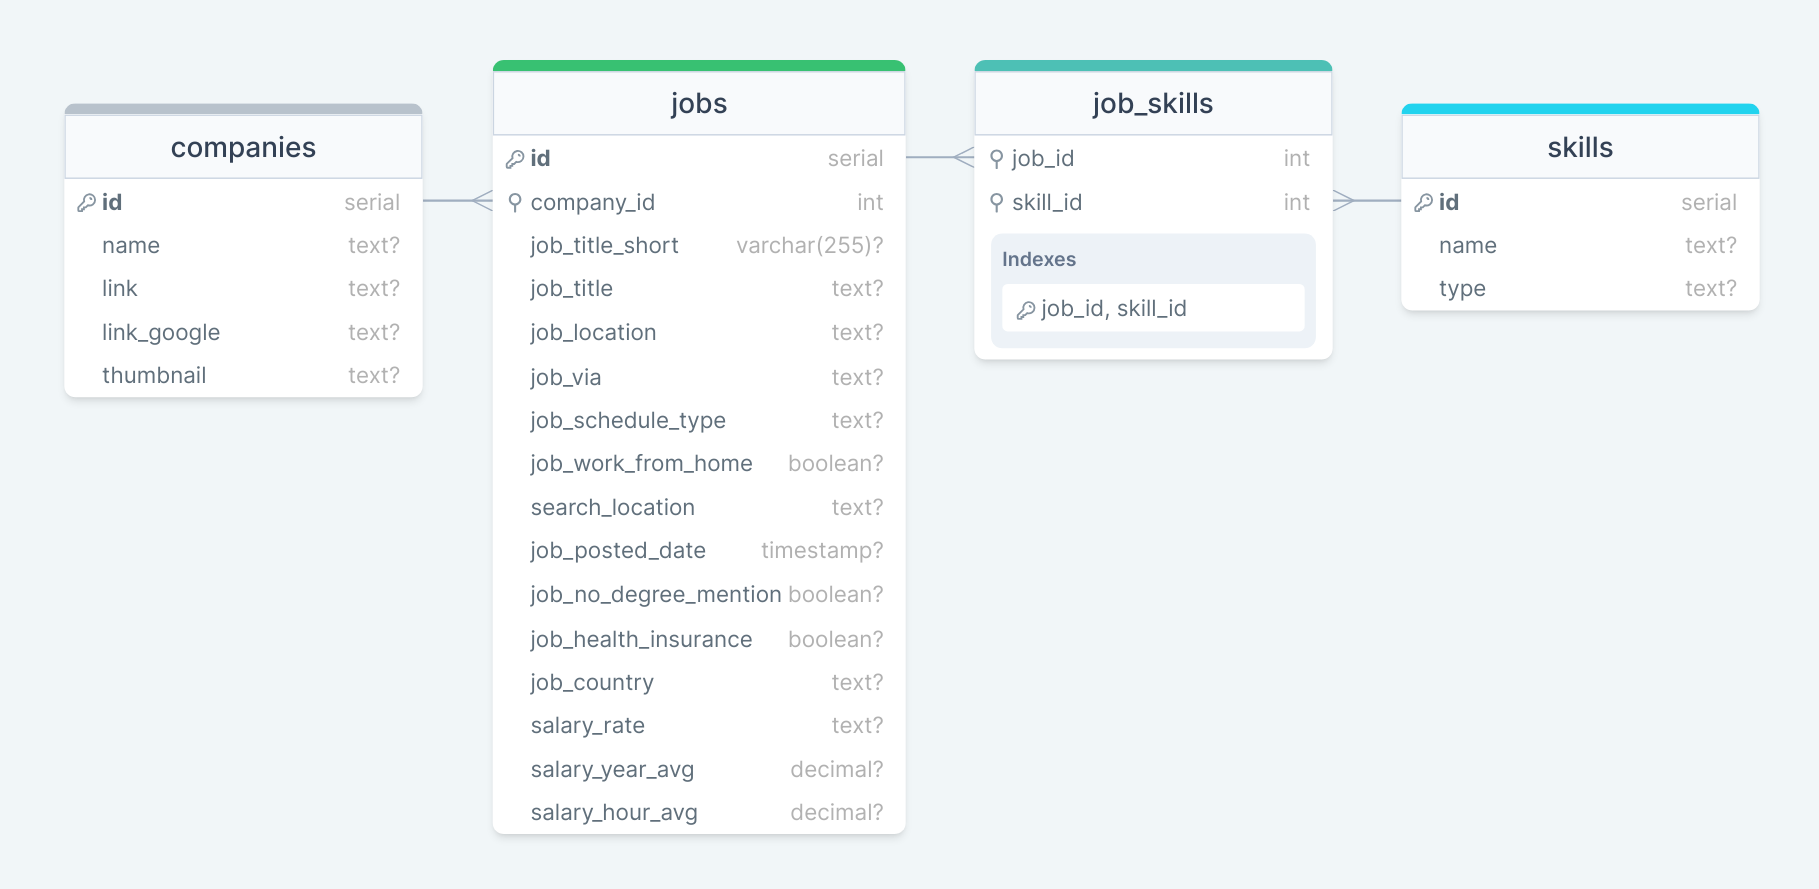 companies
id serial
name text?
link text?
link_google text?
thumbnail text?
jobs
id serial
company_id int
job_title_short varchar(255)?
job_title text?
job_location text?
job_via text?
job_schedule_type text?
job_work_from_home boolean?
search_location text?
job_posted_date timestamp?
job_no_degree_mention boolean?
job_health_insurance boolean?
job_country text?
salary_rate text?
salary_year_avg decimal?
salary_hour_avg decimal?
job_skills
job_id int
skill_id int
Indexes
job_id, skill_id
skills
id serial
name text?
type text?